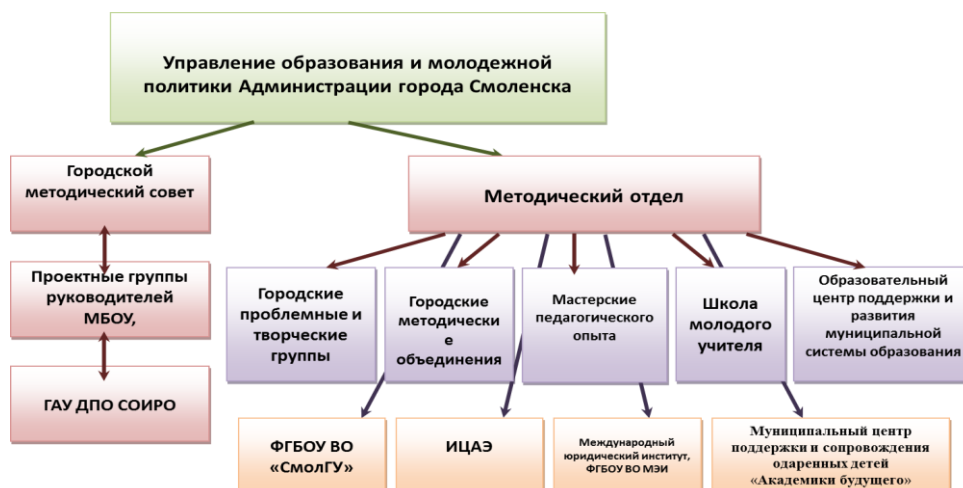 Управление образования и молодежной
политики Администрации города Смоленска
Городской
методический совет
Методический отдел
Проектные группы
руководителей
МБОУ,
ГАУ ДПО СОИРО
Городские
проблемные и
творческие
группы
Городские
методически
е
объединения
Мастерские
педагогического
опыта
Школа
молодого
учителя
Образовательный
центр поддержки и
развития
муниципальной
системы образования
ФГБОУ ВО
«СмолГУ»
ИЦАЭ
Международный
юридический институт,
ФГБОУ ВО МЭИ
Муниципальный центр
поддержки и сопровождения
одаренных детей
«Академики будущего»